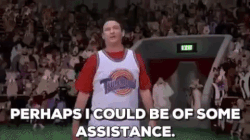 PERHAPS I COULD BE OF SOME
ASSISTANCE.